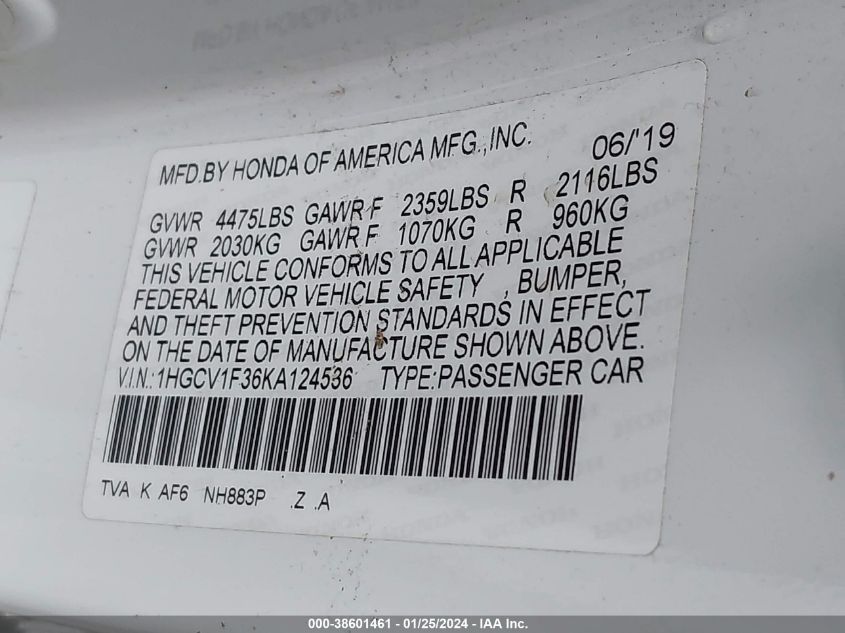 MFD.BY HONDA OF AMERICA MFG.,INC. 06/'19
GVWR 4475LBS GAWR F 2359LBS R 2116LBS
GVWR 2030KG GAWR F 1070KG R 960KG
THIS VEHICLE CONFORMS TO ALL APPLICABLE
FEDERAL MOTOR VEHICLE SAFETY , BUMPER,
AND THEFT PREVENTION STANDARDS IN EFFECT
ON THE DATE OF MANUFACTURE SHOWN ABOVE.
V.I.N.:1HGCV1F36KA124536 TYPE:PASSENGER CAR
TVA K AF6 NH883P .Z .A
000-38601461 - 01/25/2024 - IAA Inc.